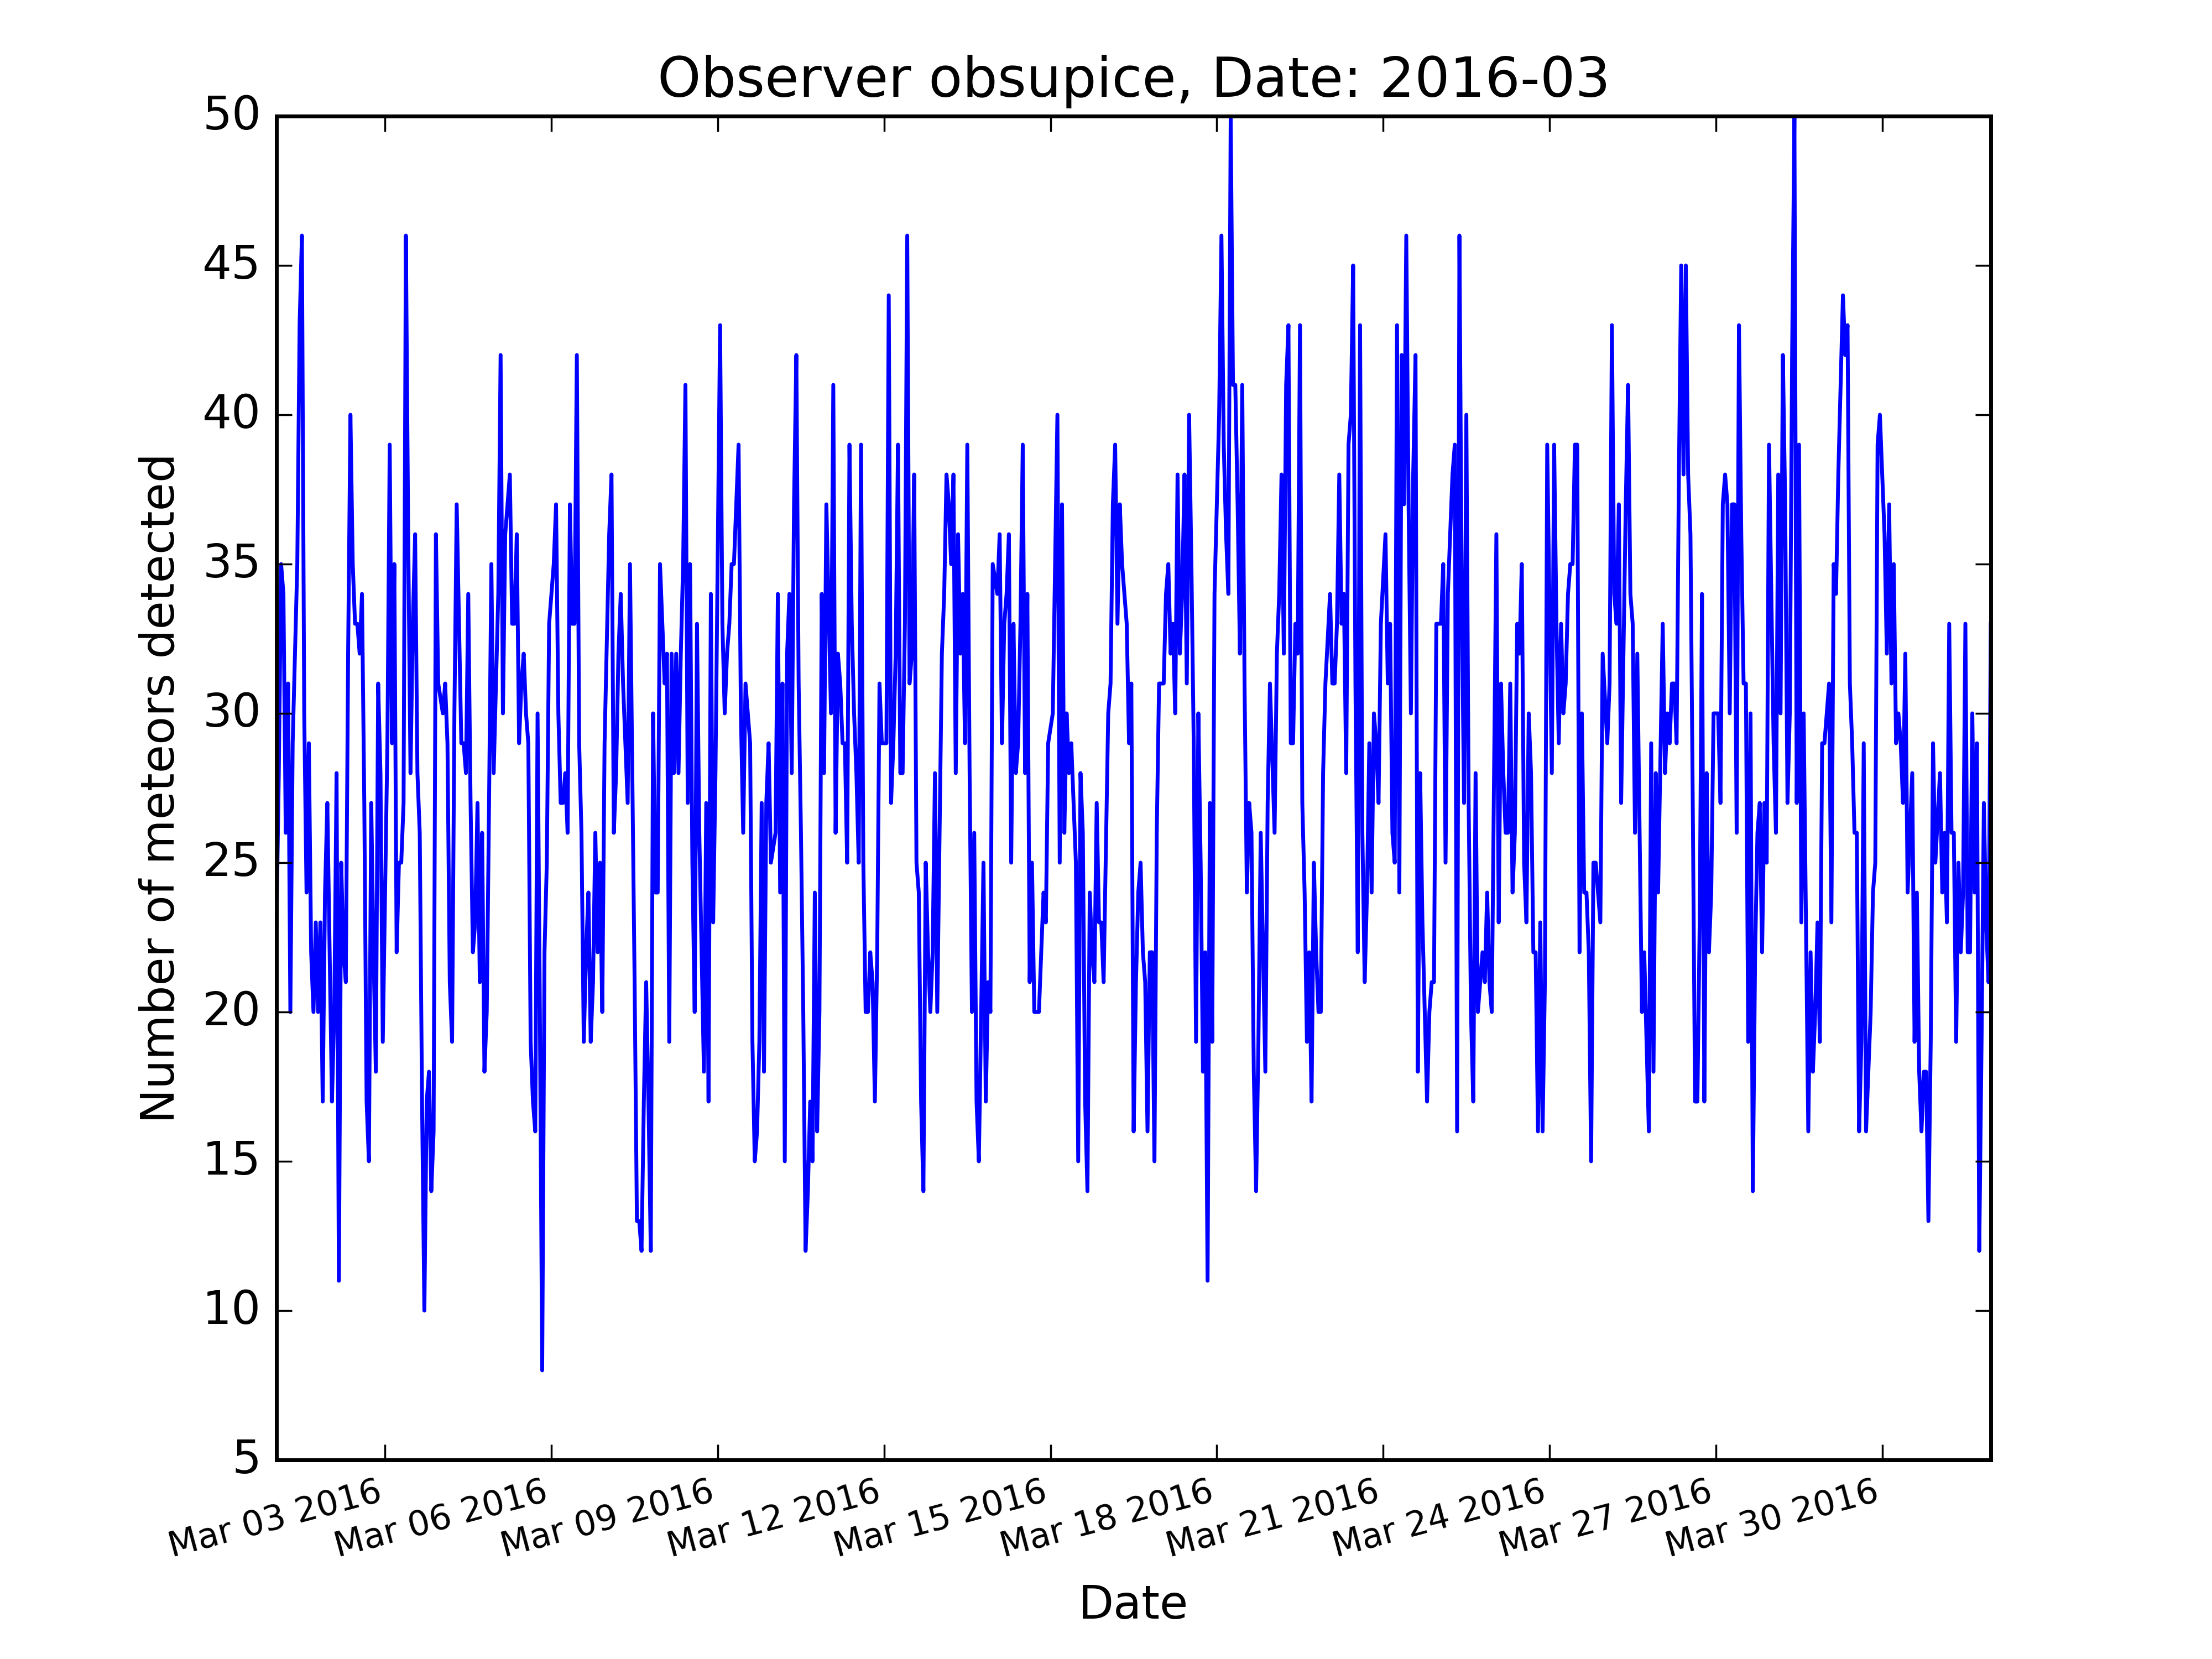 Observer obsupice, Date: 2016-03
50
45
40
35
30
25
20
15
10
5
Number of meteors detected
Mar 03 2016
Mar 06 2016
Mar 09 2016
Mar 12 2016
Mar 15 2016
Mar 18 2016
Mar 21 2016
Mar 24 2016
Mar 27 2016
Mar 30 2016
Date